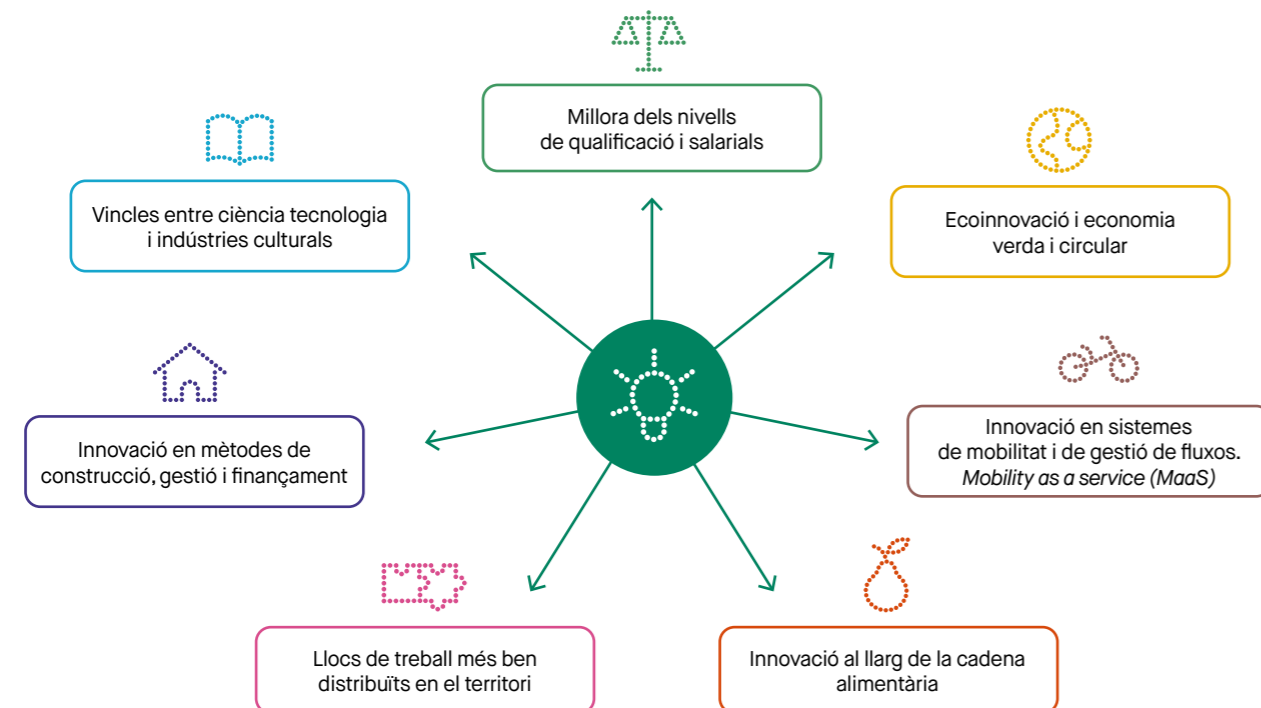 Millora dels nivells
de qualificació i salarials
Vincles entre ciència tecnologia
i indústries culturals
Ecoinnovació i economia
verda i circular
Innovació en mètodes de
construcció, gestió i finançament
Innovació en sistemes
de mobilitat i de gestió de fluxos.
Mobility as a service (MaaS)
Llocs de treball més ben
distribuïts en el territori
Innovació al llarg de la cadena
alimentària